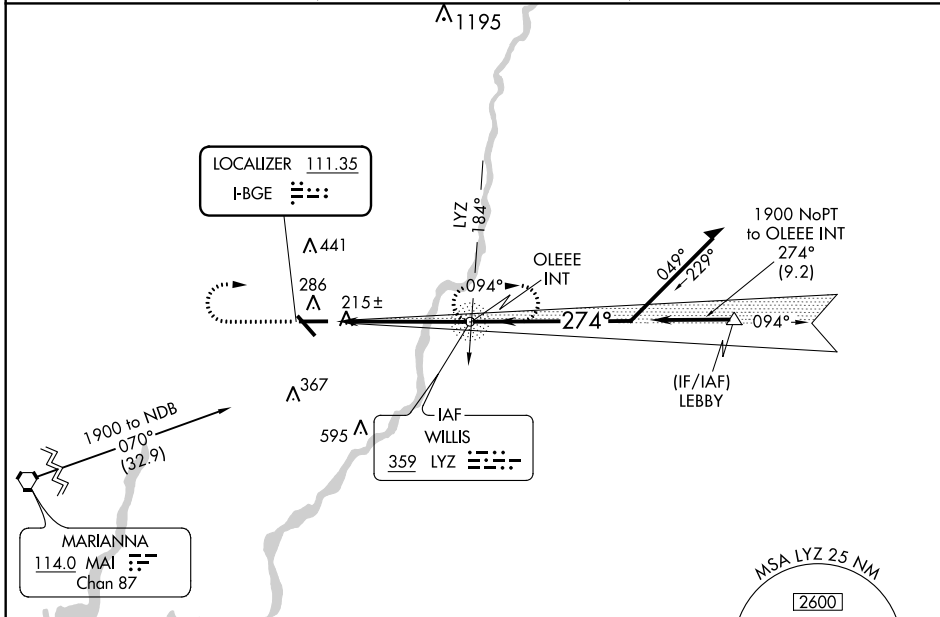 1195
LOCALIZER 111.35
I-BGE
441
286
215±
LYZ
184°
094°
OLEEE
INT
049°
229°
1900 NoPT
to OLEEE INT
274°
(9.2)
274°
094°
(IF/IAF)
LEBBY
367
595
IAF
WILLIS
359 LYZ
1900 to NDB
070°
(32.9)
MARIANNA
114.0 MAI
Chan 87
MSA LYZ 25 NM
2600